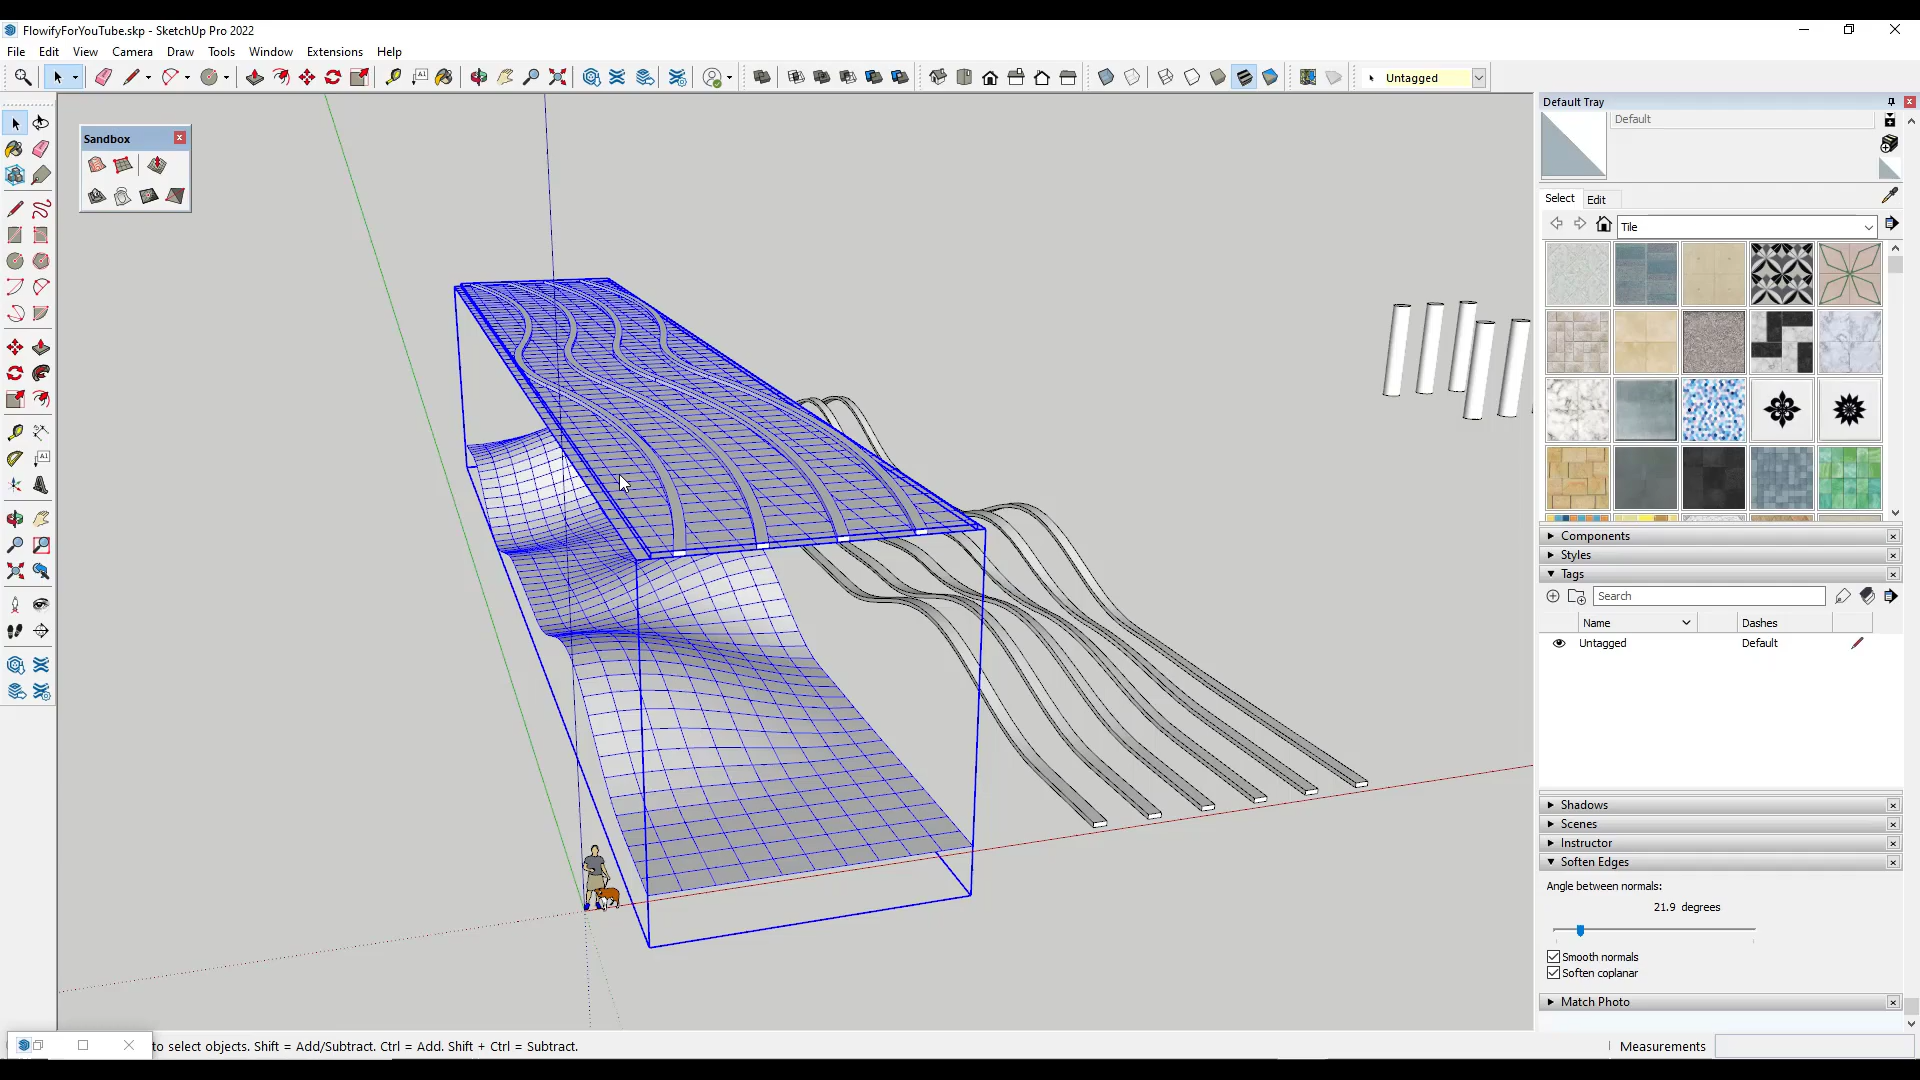 FlowifyForYouTube.skp - SketchUp Pro 2022
File Edit View Camera Draw Tools Window Extensions Help
Untagged
Sandbox
Default Tray
Default
Select Edit
Tile
Components
Styles
Tags
Search
Name Dashes
Untagged Default
Shadows
Scenes
Instructor
Soften Edges
Angle between normals:
21.9 degrees
Smooth normals
Soften coplanar
Match Photo
to select objects. Shift = Add/Subtract. Ctrl = Add. Shift + Ctrl = Subtract.
Measurements